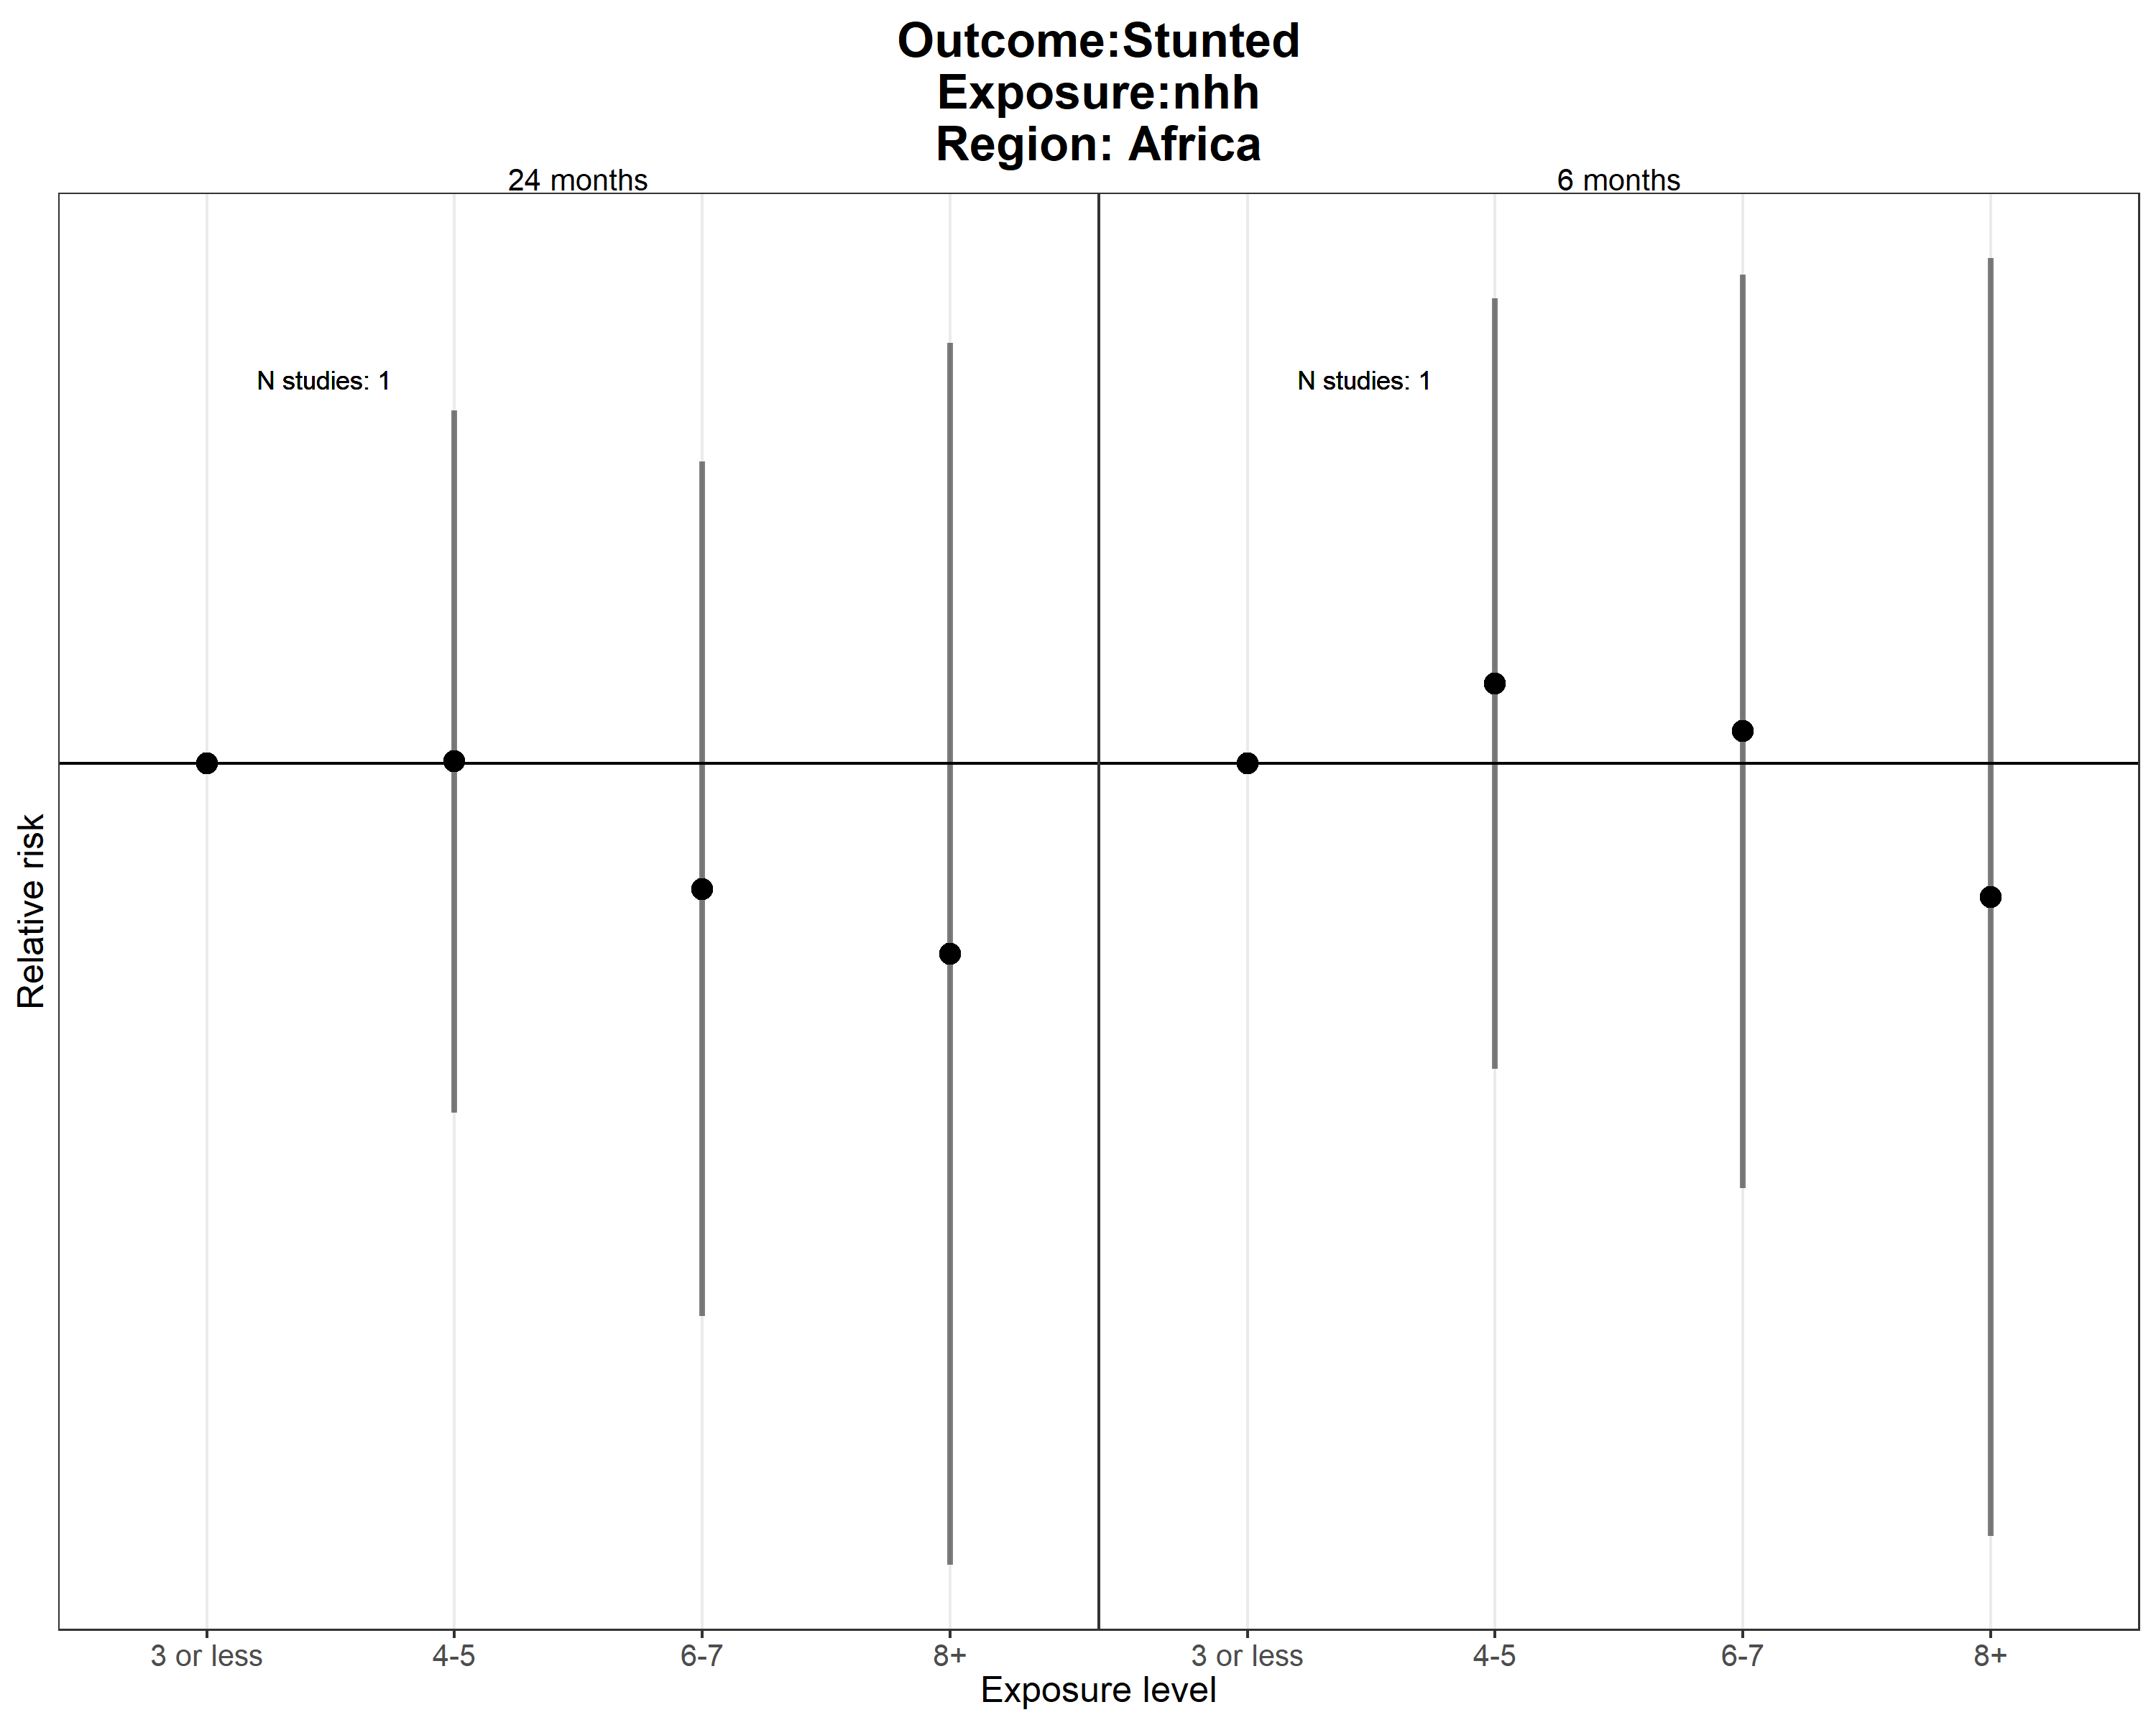 Outcome:Stunted
Exposure:nhh
Region: Africa
24 months
6 months
N studies: 1
N studies: 1
Relative risk
3 or less
4-5
6-7
8+
3 or less
4-5
6-7
8+
Exposure level